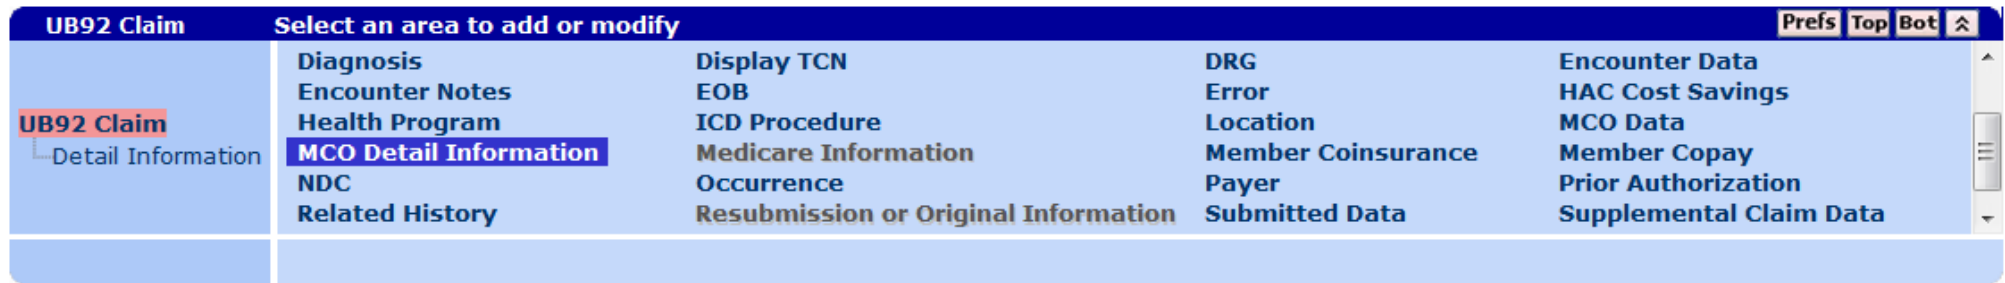 UB92 Claim Select an area to add or modify Prefs Top Bot
Diagnosis Display TCN DRG Encounter Data
Encounter Notes EOB Error HAC Cost Savings
UB92 Claim
Health Program ICD Procedure Location MCO Data
Detail Information
MCO Detail Information Medicare Information Member Coinsurance Member Copay
NDC Occurrence Payer Prior Authorization
Related History Resubmission or Original Information Submitted Data Supplemental Claim Data